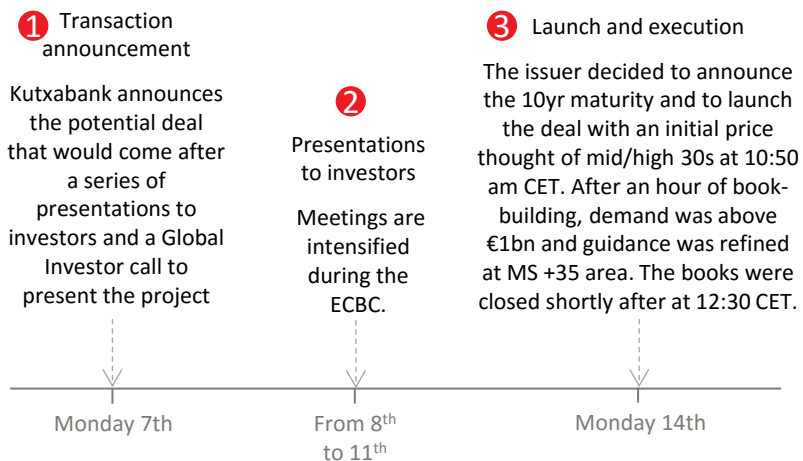 1 Transaction
announcement
Kutxabank announces
the potential deal
that would come after
a series of
presentations to
investors and a Global
Investor call to
present the project
2
Presentations
to investors
Meetings are
intensified
during the
ECBC.
3 Launch and execution
The issuer decided to announce
the 10yr maturity and to launch
the deal with an initial price
thought of mid/high 30s at 10:50
am CET. After an hour of book-
building, demand was above
€1bn and guidance was refined
at MS +35 area. The books were
closed shortly after at 12:30 CET.
Monday 7th
From 8th
to 11th
Monday 14th